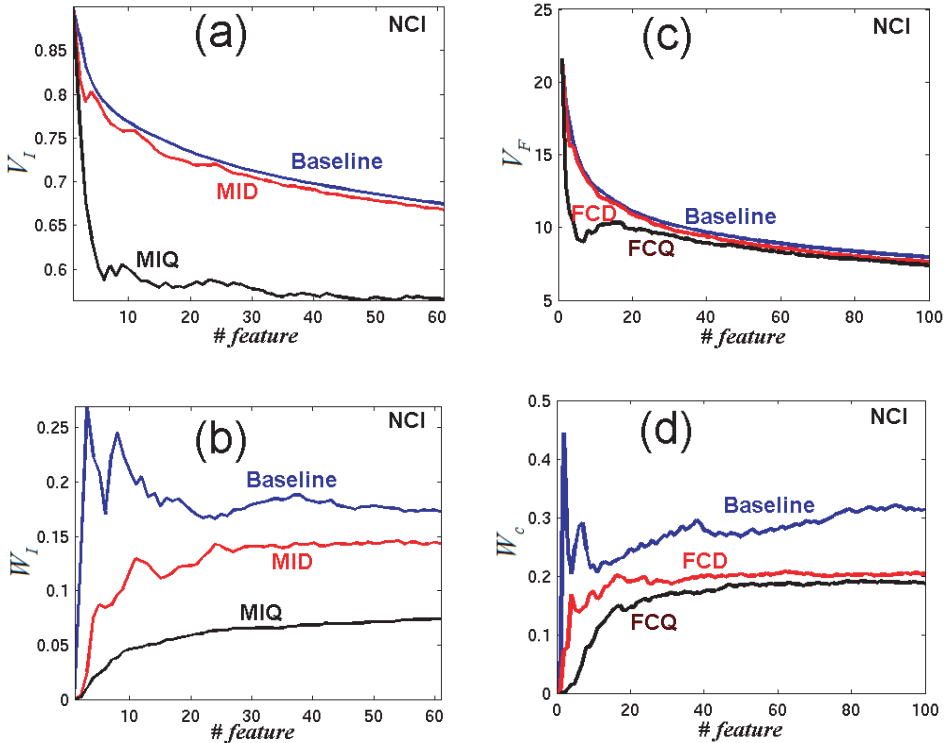 (a)
NCI
0.85
0.8
0.75
0.7
0.65
0.6
V_I
Baseline
MID
MIQ
10 20 30 40 50 60
# feature
(c)
NCI
25
20
15
10
5
V_F
Baseline
FCD
FCQ
0 20 40 60 80 100
# feature
(b)
NCI
0.25
0.2
0.15
0.1
0.05
0
W_I
Baseline
MID
MIQ
10 20 30 40 50 60
# feature
(d)
NCI
0.5
0.4
0.3
0.2
0.1
0
W_c
Baseline
FCD
FCQ
0 20 40 60 80 100
# feature